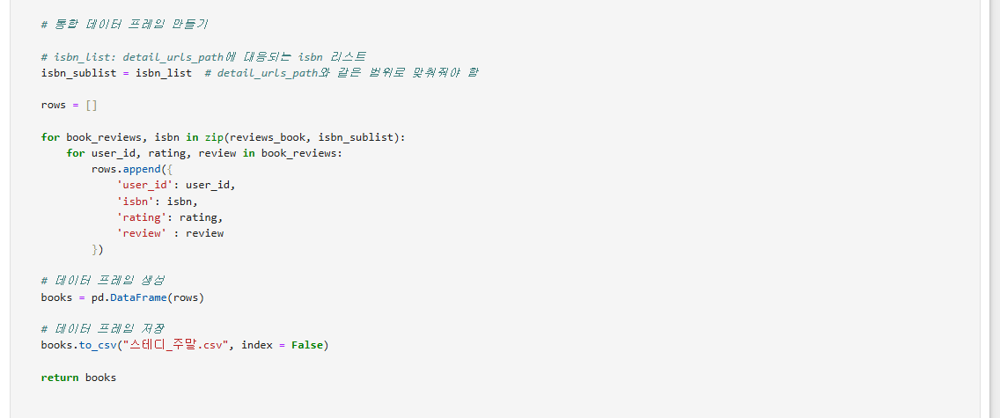 # 통합 데이터 프레임 만들기
# isbn_list: detail_urls_path에 대응되는 isbn 리스트
isbn_sublist = isbn_list  # detail_urls_path와 같은 범위로 맞춰줘야 함
rows = []
for book_reviews, isbn in zip(reviews_book, isbn_sublist):
    for user_id, rating, review in book_reviews:
        rows.append({
            'user_id': user_id,
            'isbn': isbn,
            'rating': rating,
            'review' : review
        })
# 데이터 프레임 생성
books = pd.DataFrame(rows)
# 데이터 프레임 저장
books.to_csv("스테디_주말.csv", index = False)
return books